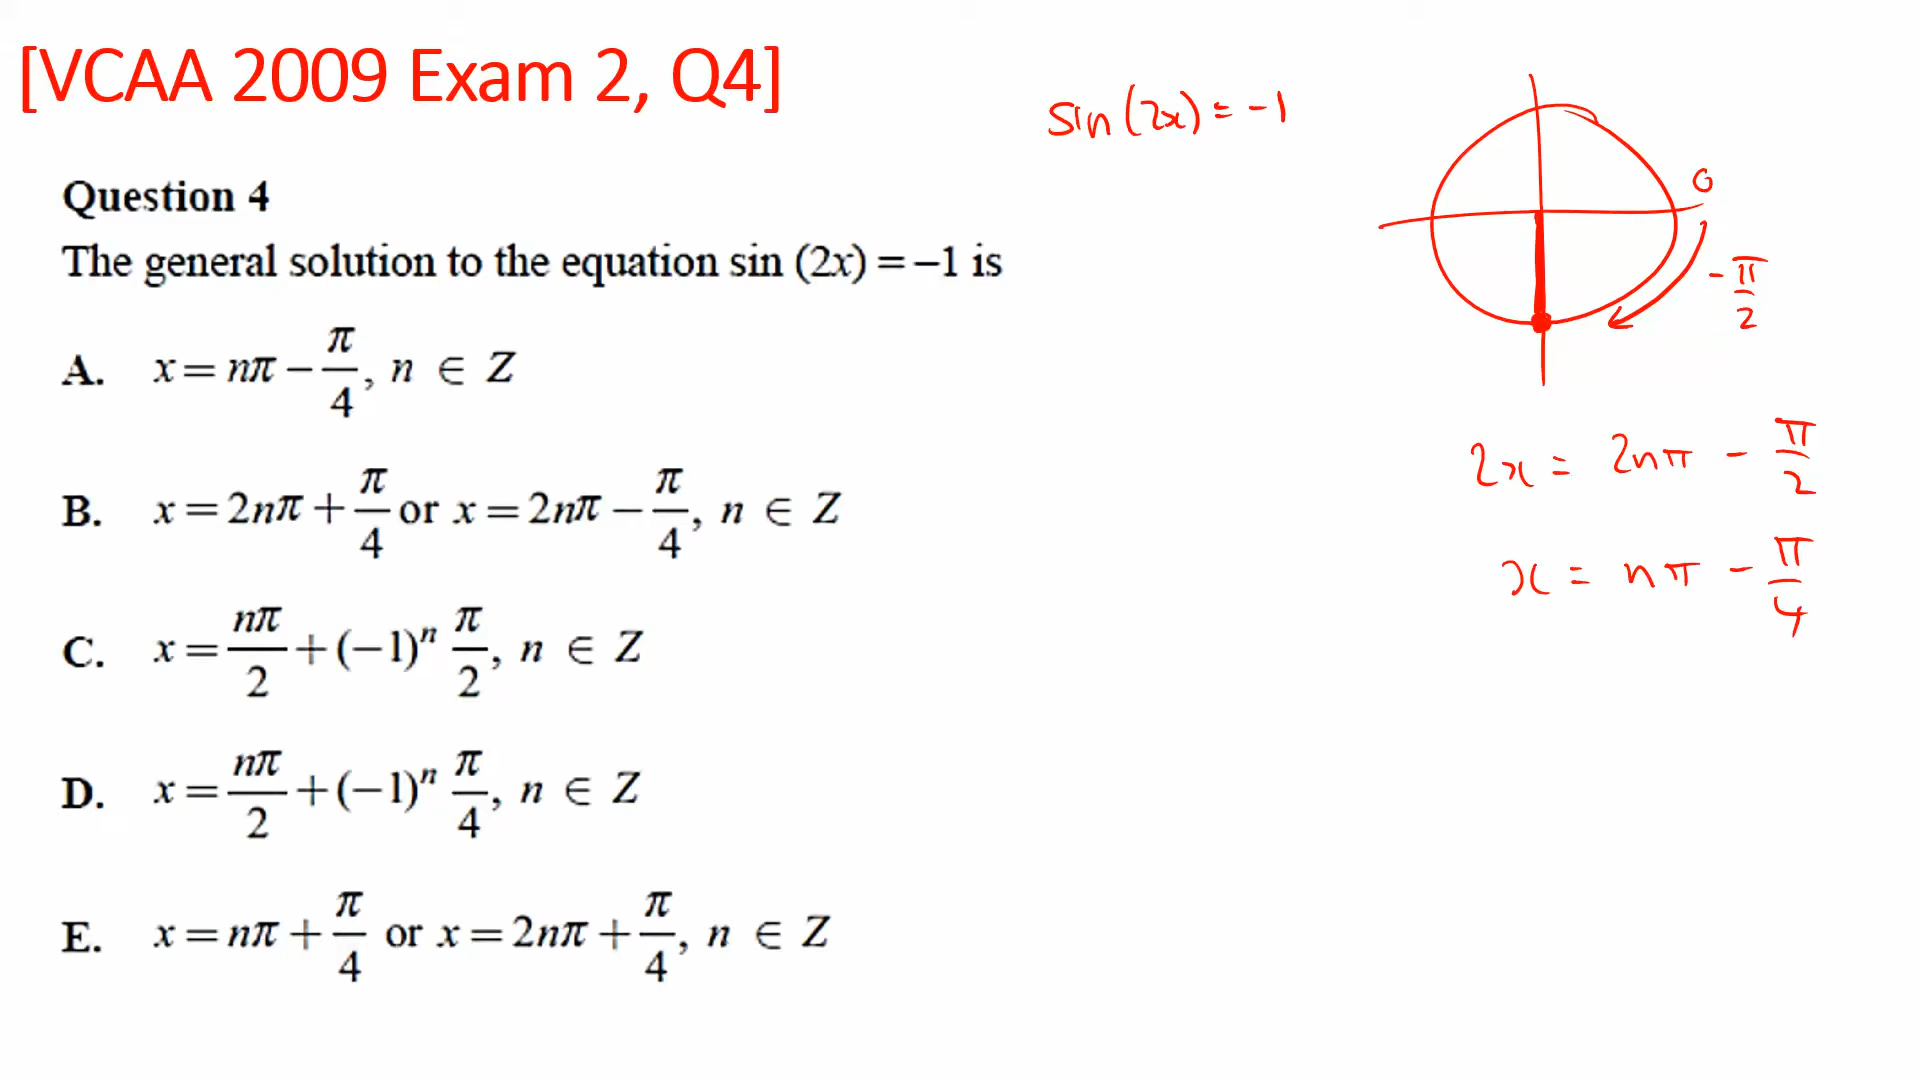 [VCAA 2009 Exam 2, Q4]
Question 4
The general solution to the equation sin (2x) = −1 is
A. x = nπ − π/4, n ∈ Z
B. x = 2nπ + π/4 or x = 2nπ − π/4, n ∈ Z
C. x = nπ/2 + (−1)ⁿ π/2, n ∈ Z
D. x = nπ/2 + (−1)ⁿ π/4, n ∈ Z
E. x = nπ + π/4 or x = 2nπ + π/4, n ∈ Z
sin (2x) = −1
0
−π/2
2x = 2nπ − π/2
x = nπ − π/4